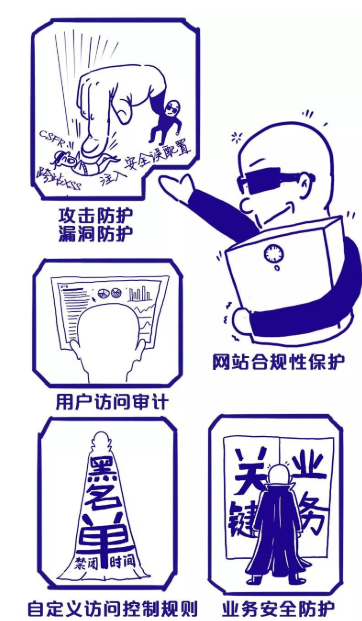 CSFR
跨站XSS
注入
安全误配置
攻击防护
漏洞防护
网站合规性保护
用户访问审计
黑名单
禁闭时间
关键
业务
自定义访问控制规则
业务安全防护